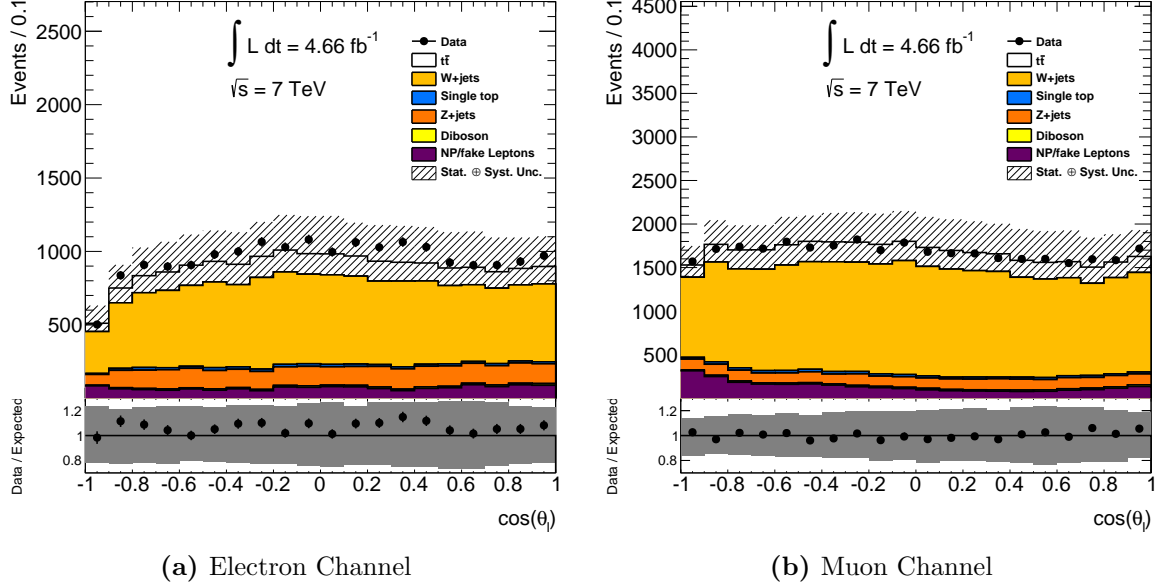 Events / 0.1
2500
2000
1500
1000
500
∫ L dt = 4.66 fb⁻¹
√s = 7 TeV
Data
tt̄
W+jets
Single top
Z+jets
Diboson
NP/fake Leptons
Stat. ⊕ Syst. Unc.
Data / Expected
1.2
1
0.8
-1 -0.8 -0.6 -0.4 -0.2 0 0.2 0.4 0.6 0.8 1
cos(θ_l)
(a) Electron Channel
Events / 0.1
4500
4000
3500
3000
2500
2000
1500
1000
500
∫ L dt = 4.66 fb⁻¹
√s = 7 TeV
Data
tt̄
W+jets
Single top
Z+jets
Diboson
NP/fake Leptons
Stat. ⊕ Syst. Unc.
Data / Expected
1.2
1
0.8
-1 -0.8 -0.6 -0.4 -0.2 0 0.2 0.4 0.6 0.8 1
cos(θ_l)
(b) Muon Channel